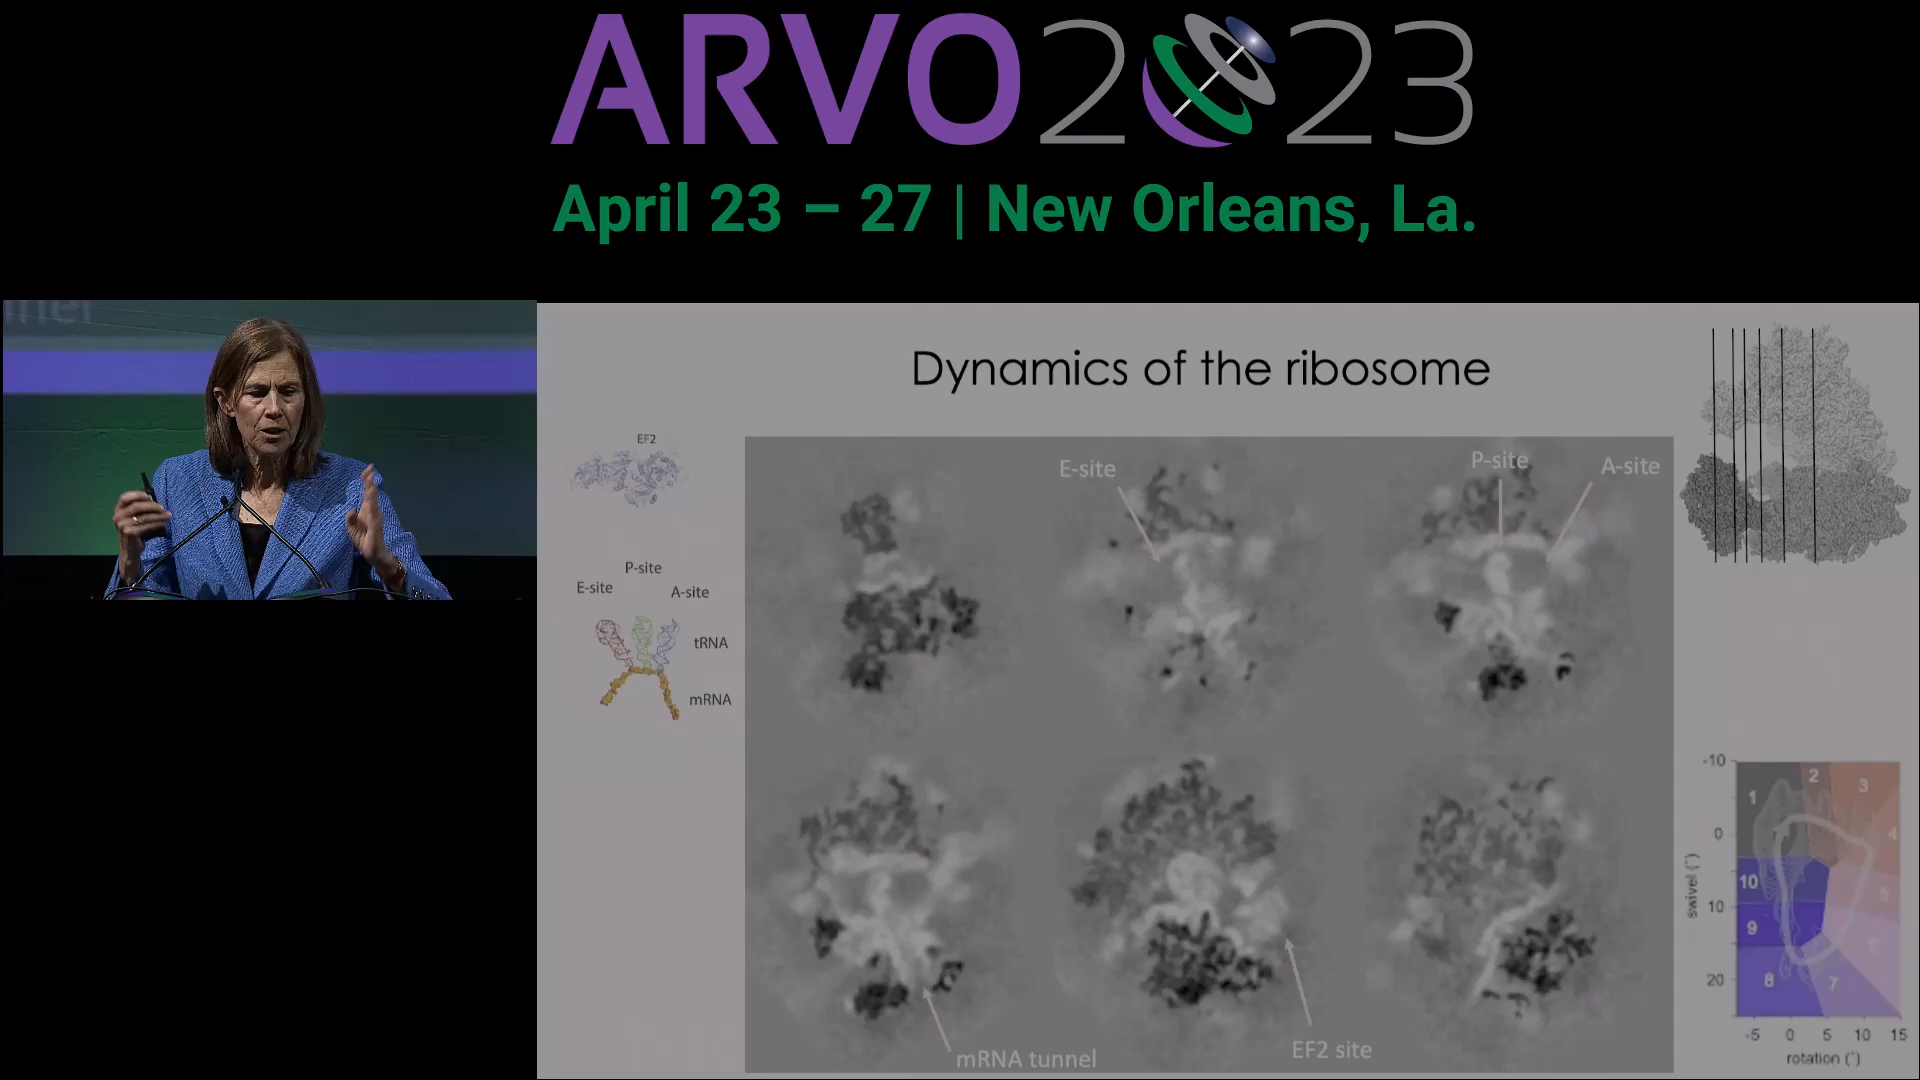 ARVO 2023
April 23 – 27 | New Orleans, La.
Dynamics of the ribosome
EF2
E-site
P-site
A-site
tRNA
mRNA
E-site
P-site
A-site
mRNA tunnel
EF2 site
-10
0
10
20
swivel (°)
1
2
3
4
5
7
8
9
10
-5
0
5
10
15
rotation (°)